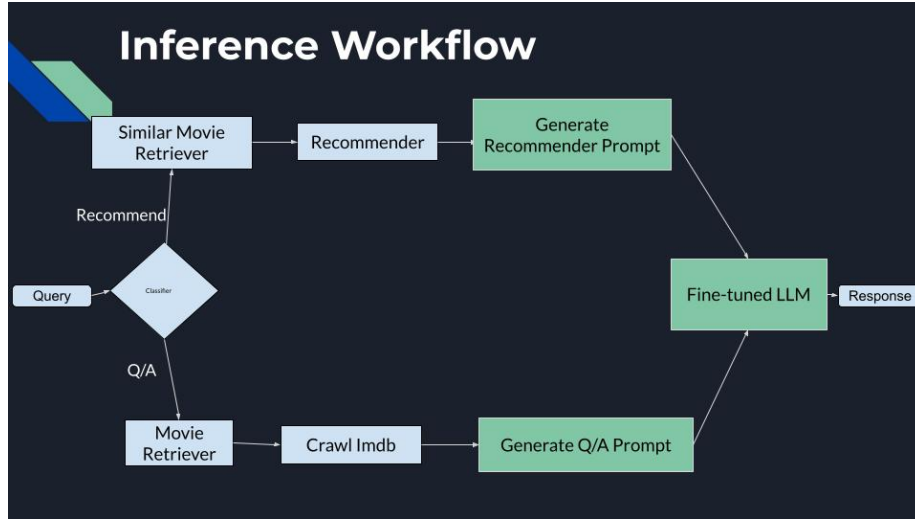 Inference Workflow
Similar Movie
Retriever
Recommender
Generate
Recommender Prompt
Recommend
Query
Classifier
Fine-tuned LLM
Response
Q/A
Movie
Retriever
Crawl Imdb
Generate Q/A Prompt